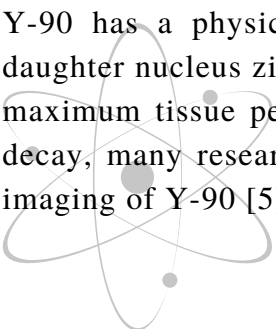 Y-90 has a physic
daughter nucleus zi
maximum tissue pe
decay, many resear
imaging of Y-90 [5